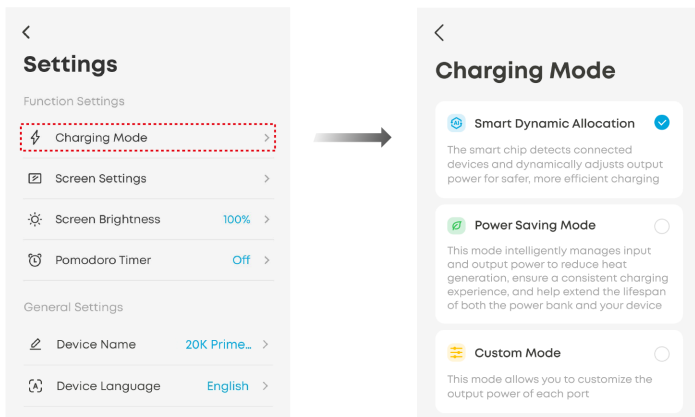 Settings
Function Settings
Charging Mode
Screen Settings
Screen Brightness 100%
Pomodoro Timer Off
General Settings
Device Name 20K Prime...
Device Language English
Charging Mode
Smart Dynamic Allocation
The smart chip detects connected
devices and dynamically adjusts output
power for safer, more efficient charging
Power Saving Mode
This mode intelligently manages input
and output power to reduce heat
generation, ensure a consistent charging
experience, and help extend the lifespan
of both the power bank and your device
Custom Mode
This mode allows you to customize the
output power of each port